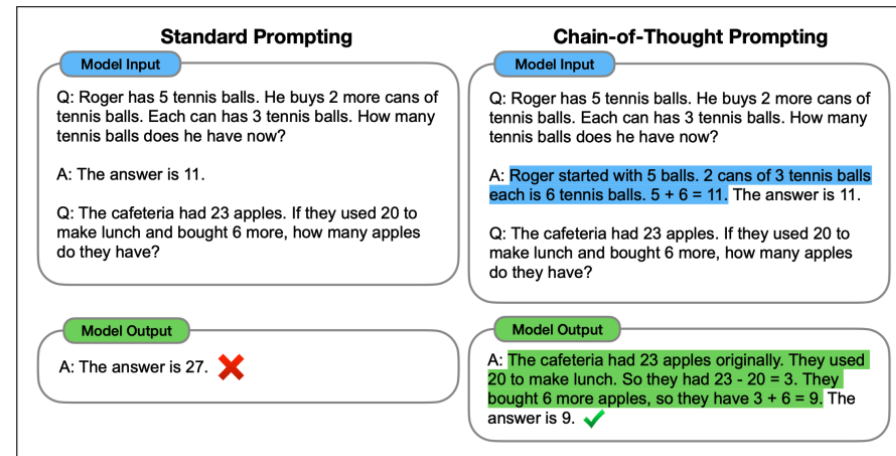 Standard Prompting
Model Input
Q: Roger has 5 tennis balls. He buys 2 more cans of
tennis balls. Each can has 3 tennis balls. How many
tennis balls does he have now?
A: The answer is 11.
Q: The cafeteria had 23 apples. If they used 20 to
make lunch and bought 6 more, how many apples
do they have?
Model Output
A: The answer is 27.
Chain-of-Thought Prompting
Model Input
Q: Roger has 5 tennis balls. He buys 2 more cans of
tennis balls. Each can has 3 tennis balls. How many
tennis balls does he have now?
A: Roger started with 5 balls. 2 cans of 3 tennis balls
each is 6 tennis balls. 5 + 6 = 11. The answer is 11.
Q: The cafeteria had 23 apples. If they used 20 to
make lunch and bought 6 more, how many apples
do they have?
Model Output
A: The cafeteria had 23 apples originally. They used
20 to make lunch. So they had 23 - 20 = 3. They
bought 6 more apples, so they have 3 + 6 = 9. The
answer is 9.